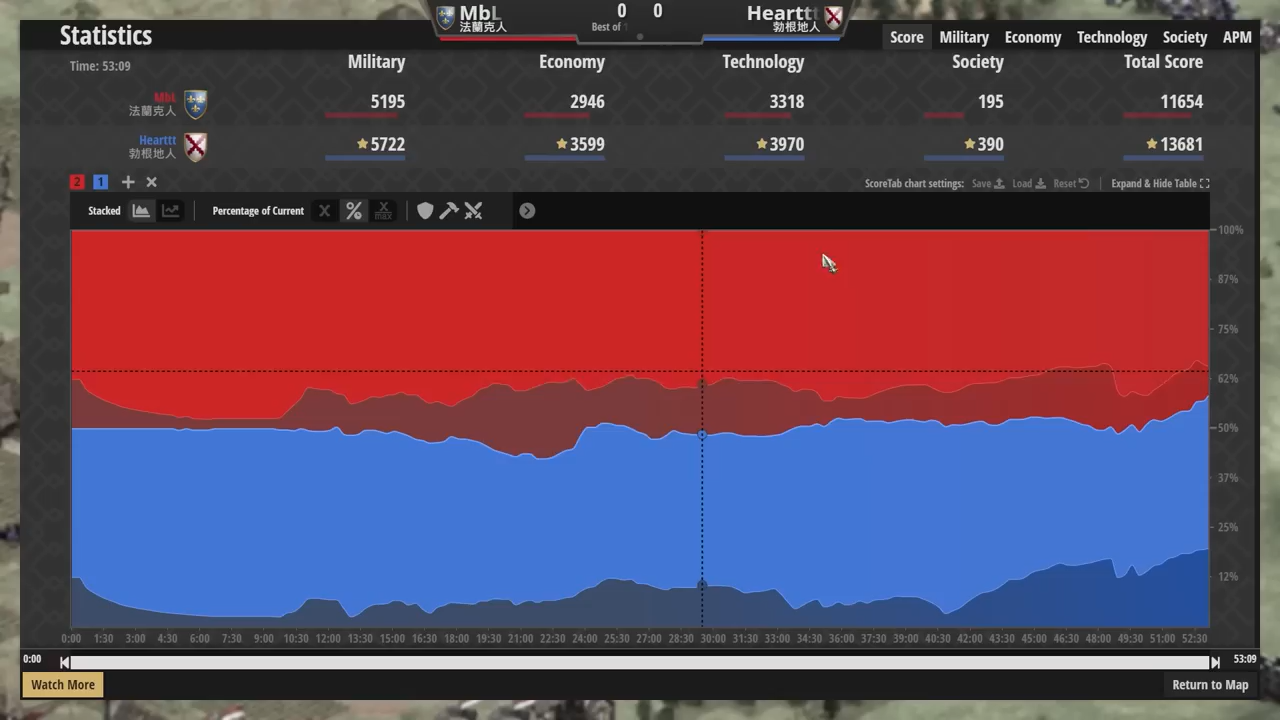 MbL
法蘭克人
0 0
Best of
Hearttt
勃根地人
Statistics
Score Military Economy Technology Society APM
Time: 53:09
Military Economy Technology Society Total Score
MbL
法蘭克人
5195 2946 3318 195 11654
Hearttt
勃根地人
5722 3599 3970 390 13681
2 1
ScoreTab chart settings: Save Load Reset Expand & Hide Table
Stacked Percentage of Current X % X max
100%
87%
75%
62%
50%
37%
25%
12%
0:00 1:30 3:00 4:30 6:00 7:30 9:00 10:30 12:00 13:30 15:00 16:30 18:00 19:30 21:00 22:30 24:00 25:30 27:00 28:30 30:00 31:30 33:00 34:30 36:00 37:30 39:00 40:30 42:00 43:30 45:00 46:30 48:00 49:30 51:00 52:30
0:00 53:09
Watch More Return to Map